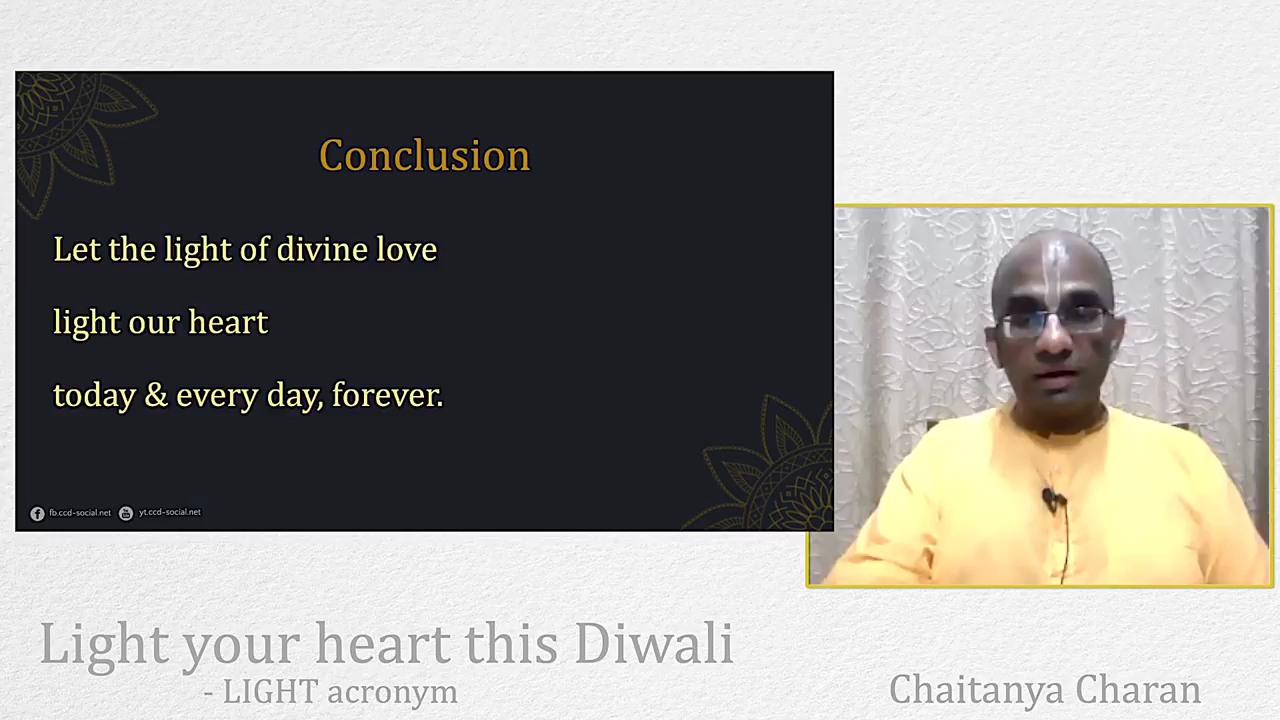 Conclusion
Let the light of divine love
light our heart
today & every day, forever.
fb.ccd-social.net
yt.ccd-social.net
Light your heart this Diwali
- LIGHT acronym
Chaitanya Charan